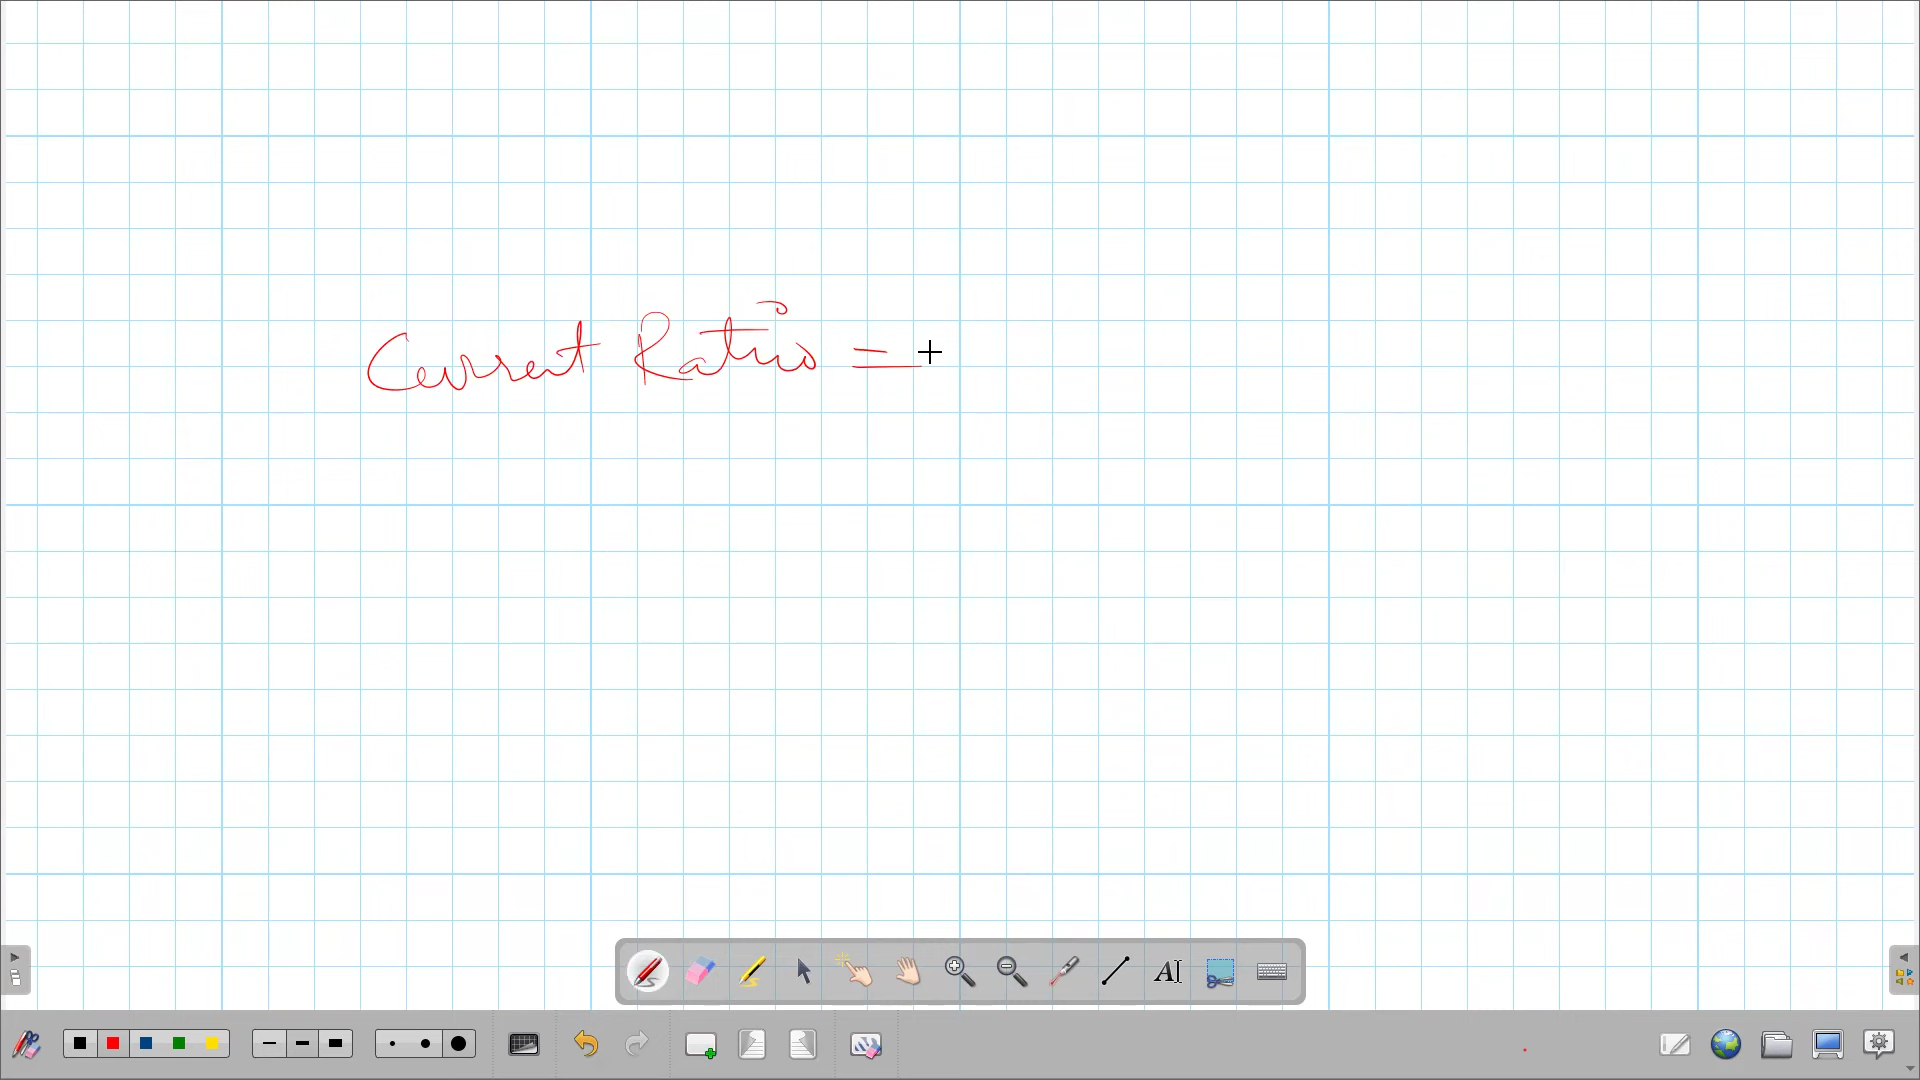 Current Ratio =